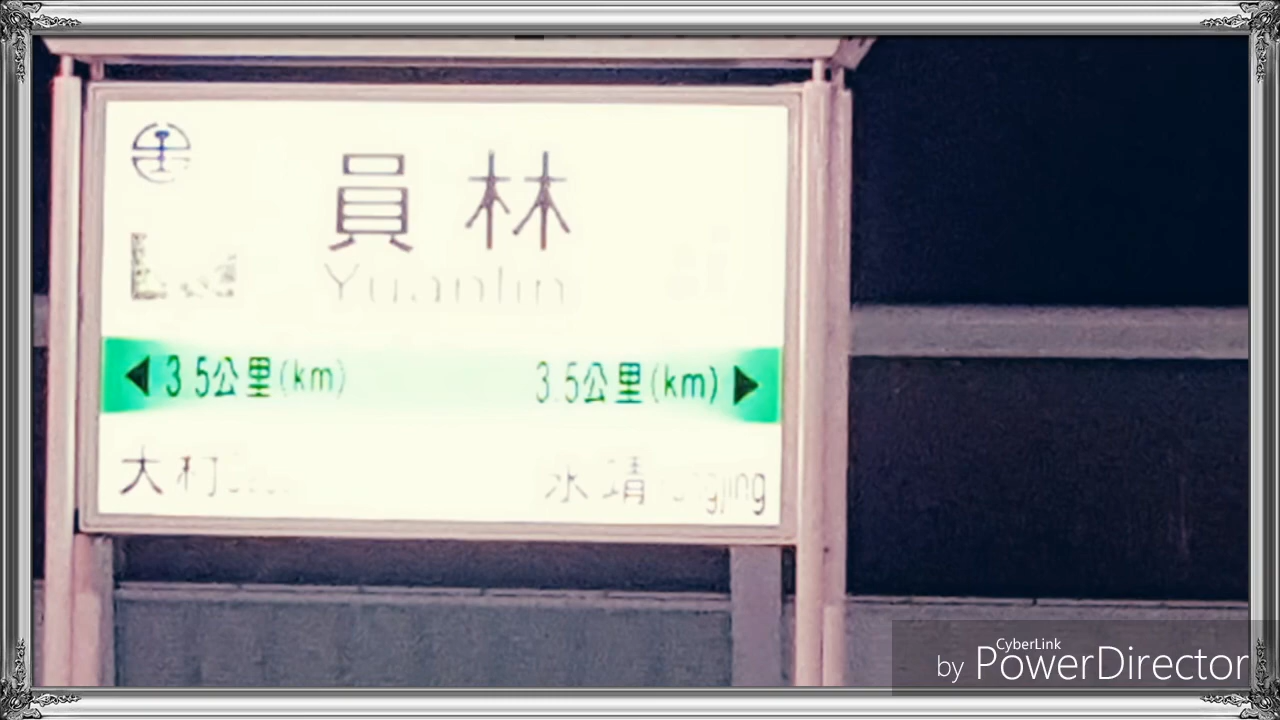 員林
Yuanlin
3.5公里(km) 3.5公里(km)
大村 永靖
CyberLink
by PowerDirector